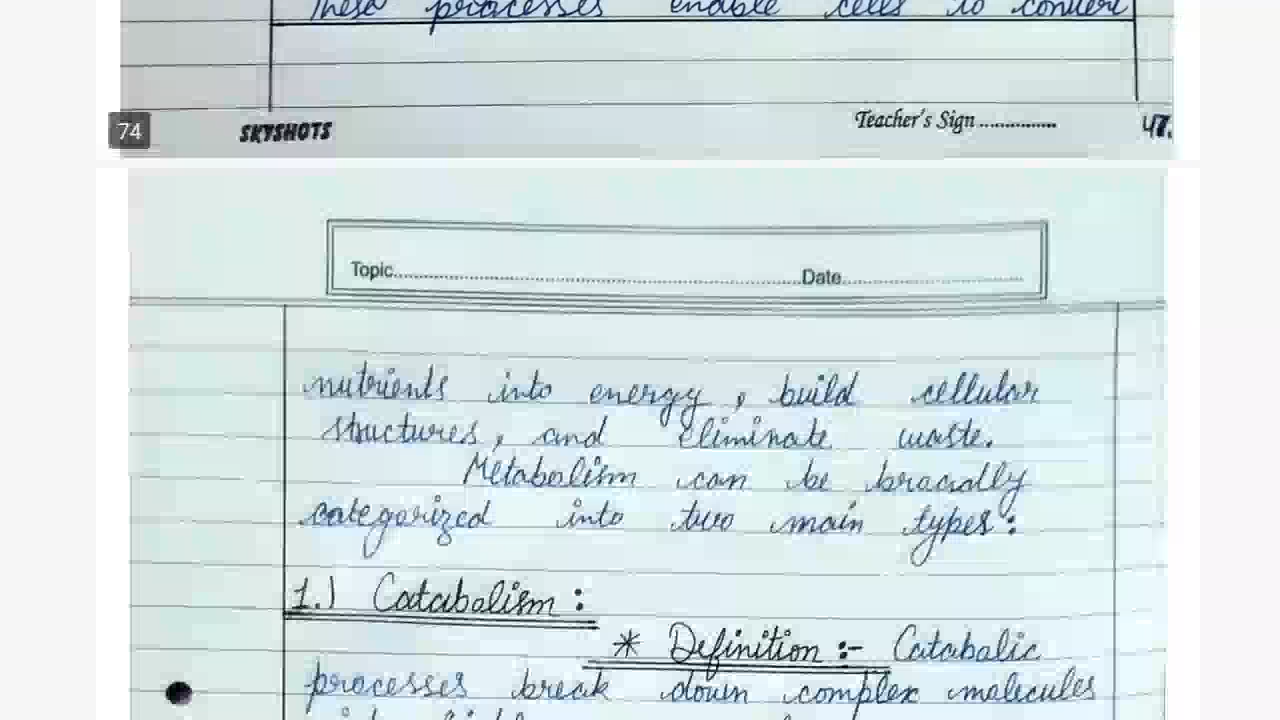 These processes enable cells to convert
74
SKYSHOTS
Teacher's Sign ...............
47.
Topic
Date
nutrients into energy, build cellular
structures, and eliminate waste.
Metabolism can be broadly
categorized into two main types:
1.) Catabolism :
* Definition :- Catabolic
processes break down complex molecules